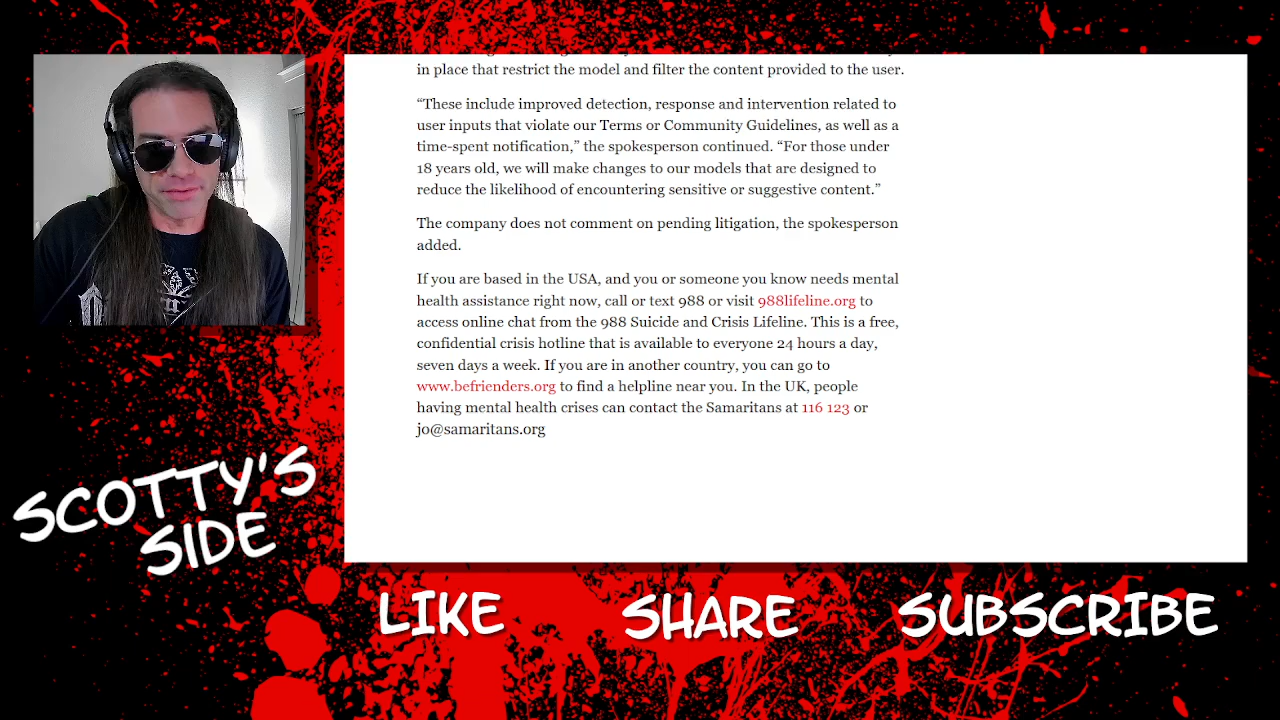 in place that restrict the model and filter the content provided to the user.
“These include improved detection, response and intervention related to
user inputs that violate our Terms or Community Guidelines, as well as a
time-spent notification,” the spokesperson continued. “For those under
18 years old, we will make changes to our models that are designed to
reduce the likelihood of encountering sensitive or suggestive content.”
The company does not comment on pending litigation, the spokesperson
added.
If you are based in the USA, and you or someone you know needs mental
health assistance right now, call or text 988 or visit 988lifeline.org to
access online chat from the 988 Suicide and Crisis Lifeline. This is a free,
confidential crisis hotline that is available to everyone 24 hours a day,
seven days a week. If you are in another country, you can go to
www.befrienders.org to find a helpline near you. In the UK, people
having mental health crises can contact the Samaritans at 116 123 or
jo@samaritans.org
SCOTTY'S
SIDE
LIKE
SHARE
SUBSCRIBE